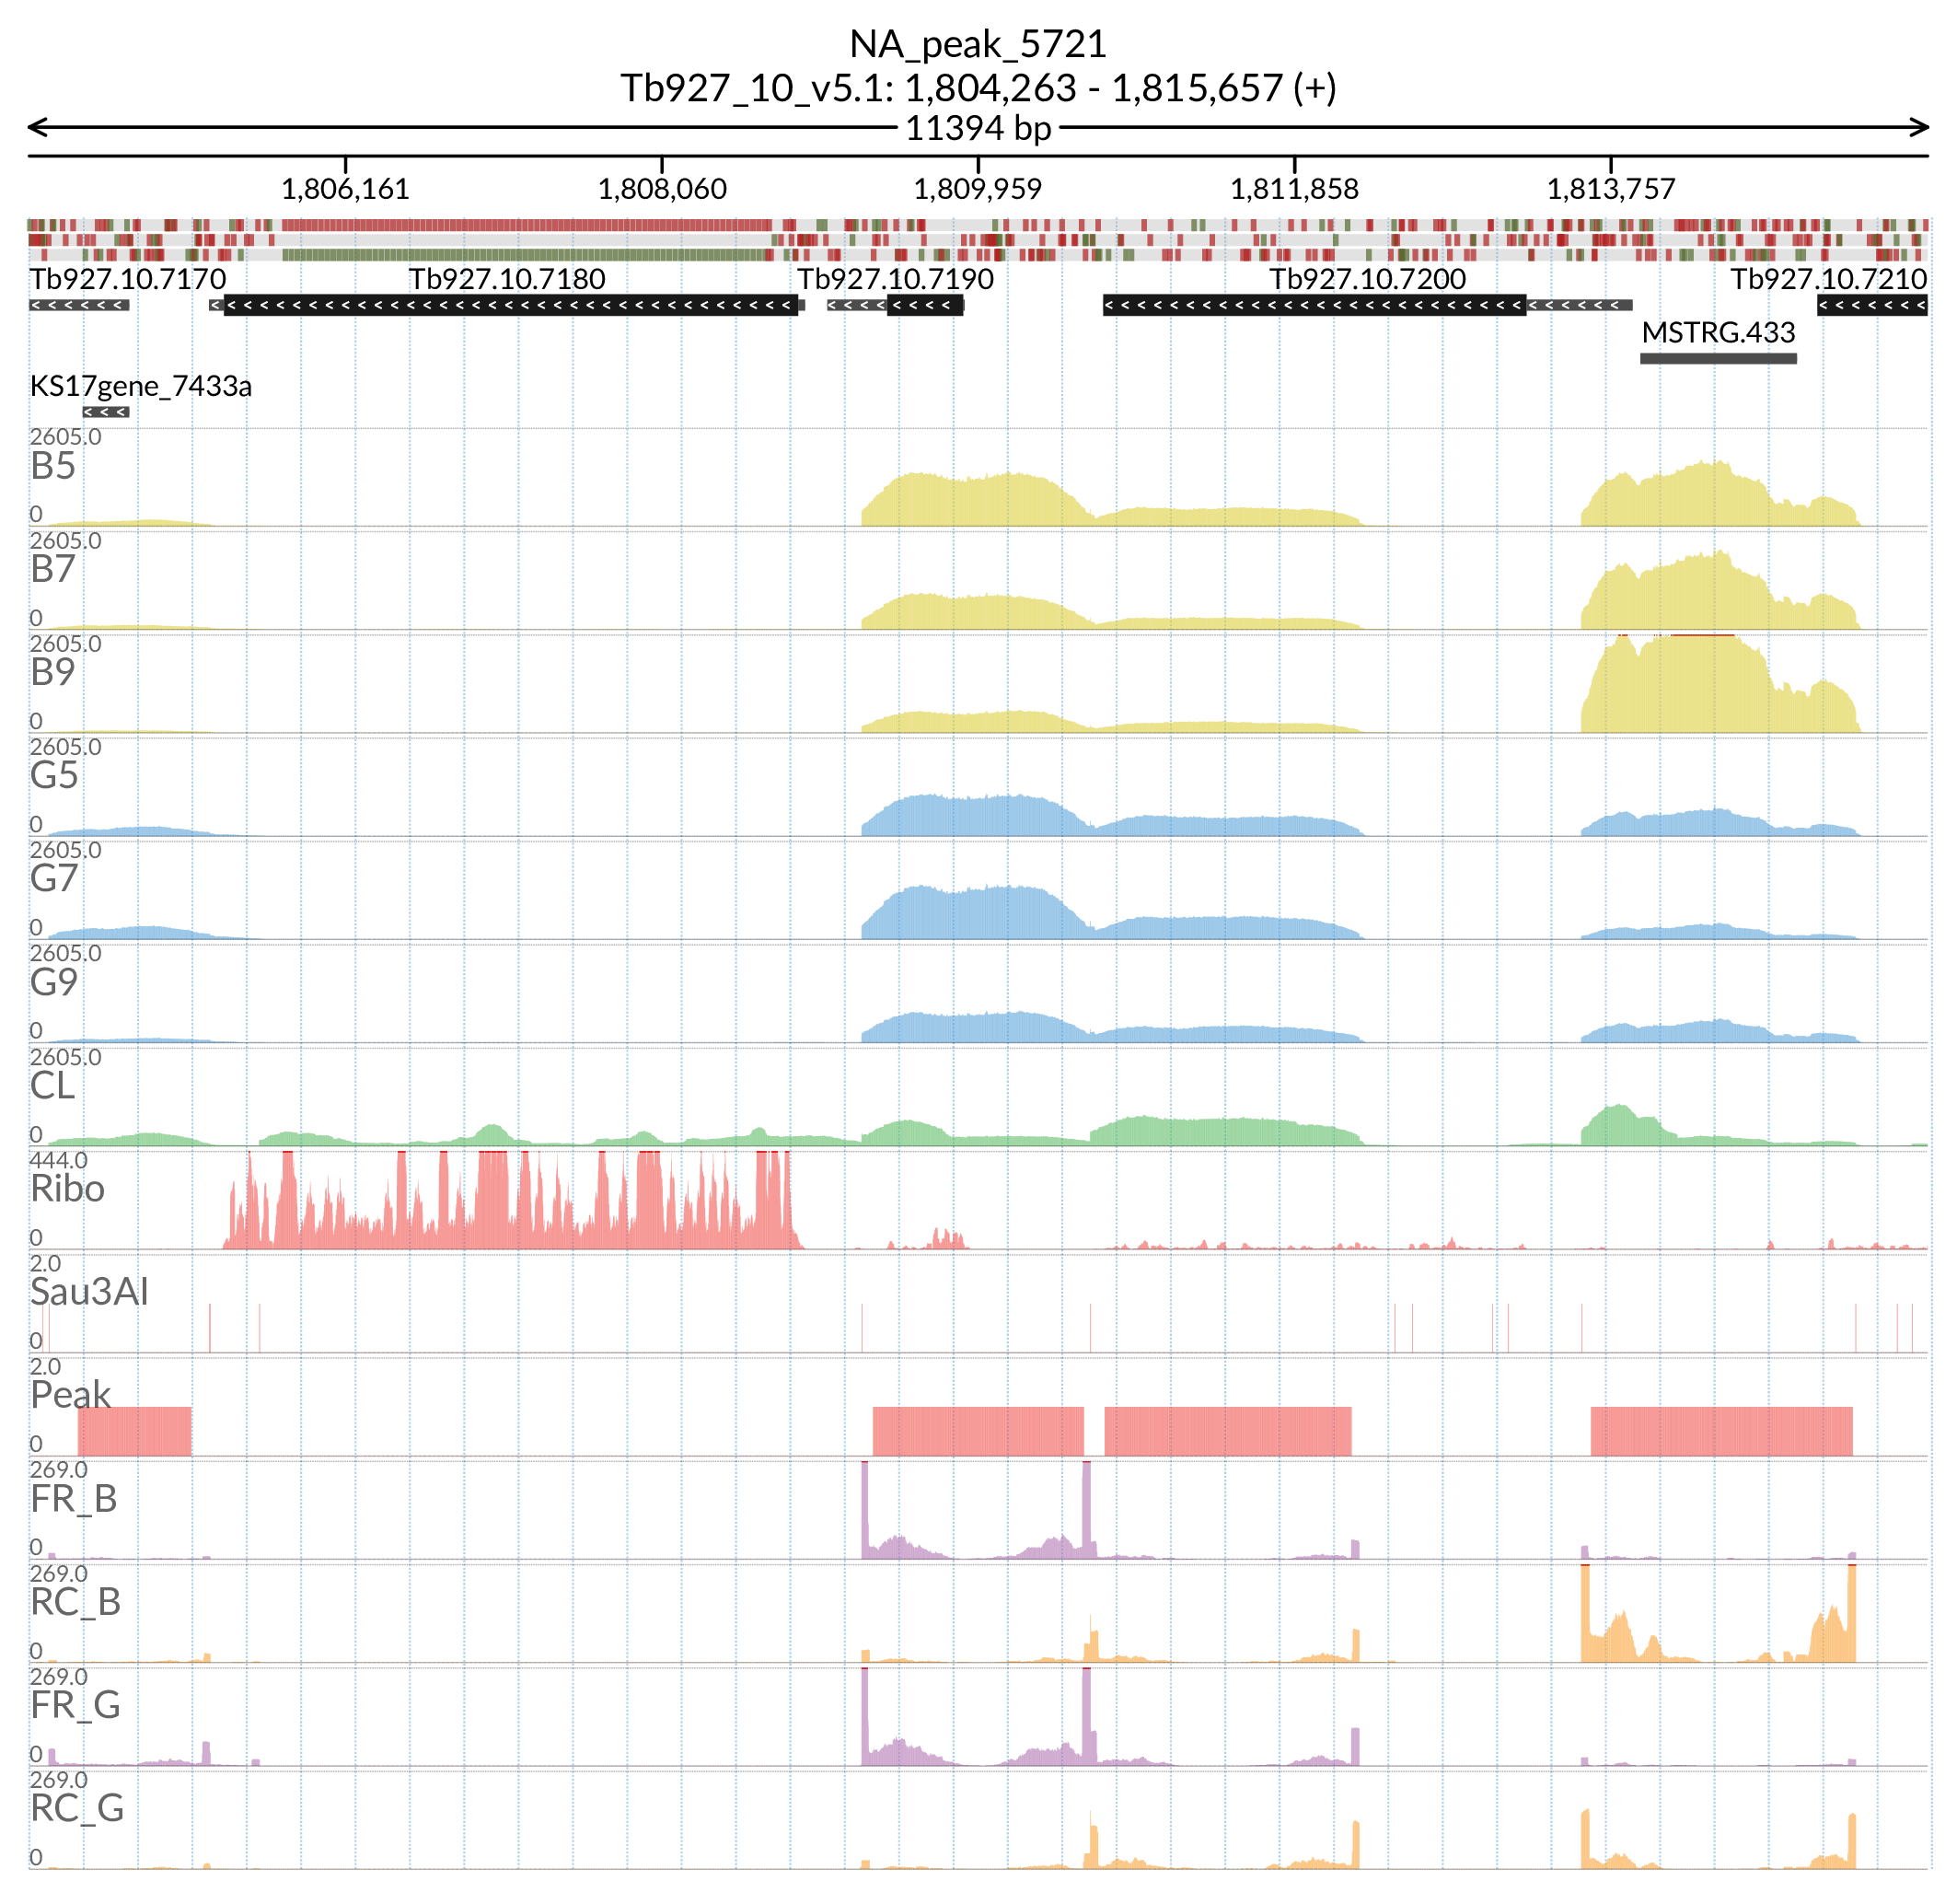 NA_peak_5721
Tb927_10_v5.1: 1,804,263 - 1,815,657 (+)
11394 bp
1,806,161 1,808,060 1,809,959 1,811,858 1,813,757
Tb927.10.7170 Tb927.10.7180 Tb927.10.7190 Tb927.10.7200 Tb927.10.7210
MSTRG.433
KS17gene_7433a
2605.0
B5
0
2605.0
B7
0
2605.0
B9
0
2605.0
G5
0
2605.0
G7
0
2605.0
G9
0
2605.0
CL
0
4444.0
Ribo
0
2.0
Sau3AI
0
2.0
Peak
0
269.0
FR_B
0
269.0
RC_B
0
269.0
FR_G
0
269.0
RC_G
0